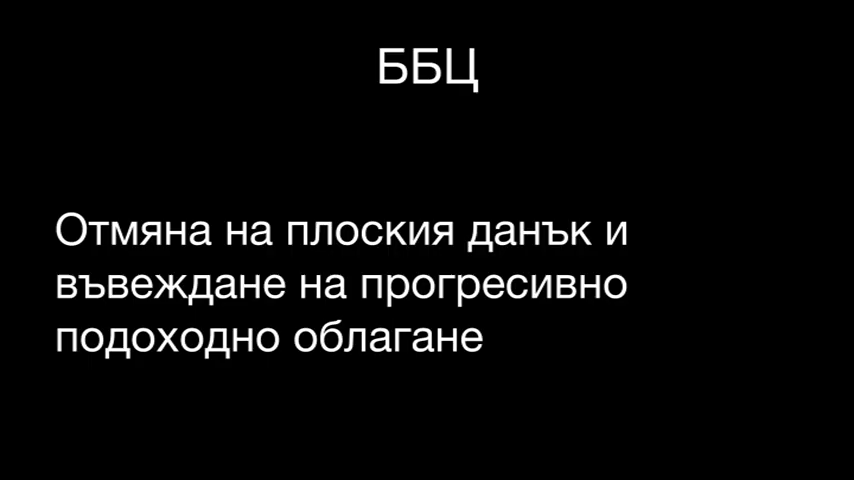 ББЦ
Отмяна на плоския данък и
въвеждане на прогресивно
подоходно облагане